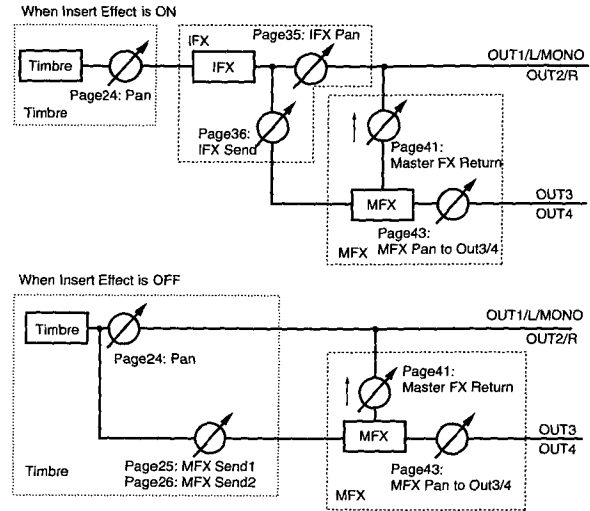 When Insert Effect is ON
Page35: IFX Pan
IFX
Timbre
IFX
OUT1/L/MONO
OUT2/R
Page24: Pan
Timbre
Page36:
IFX Send
Page41:
Master FX Return
MFX
OUT3
OUT4
Page43:
MFX Pan to Out3/4
MFX
When Insert Effect is OFF
Timbre
OUT1/L/MONO
OUT2/R
Page24: Pan
Page41:
Master FX Return
MFX
OUT3
OUT4
Page25: MFX Send1
Page26: MFX Send2
Timbre
Page43:
MFX Pan to Out3/4
MFX